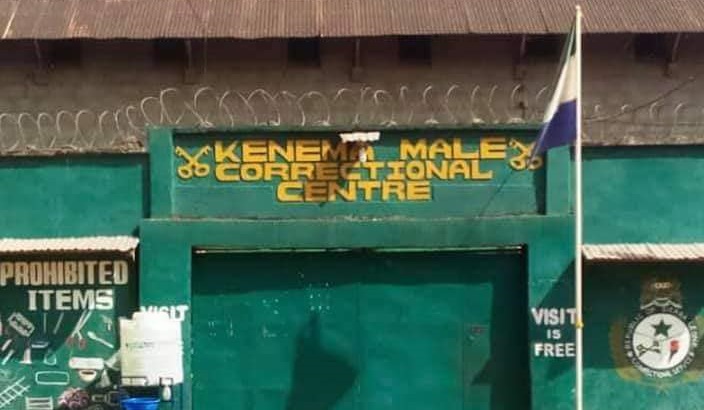 KENEMA MALE
CORRECTIONAL
CENTRE
PROHIBITED
ITEMS
VISIT
VISIT
IS
FREE